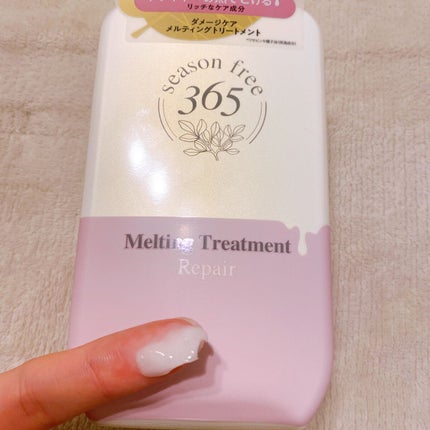 リッチなケア成分
ダメージケア
メルティングトリートメント
season free
365
Melting Treatment
Repair